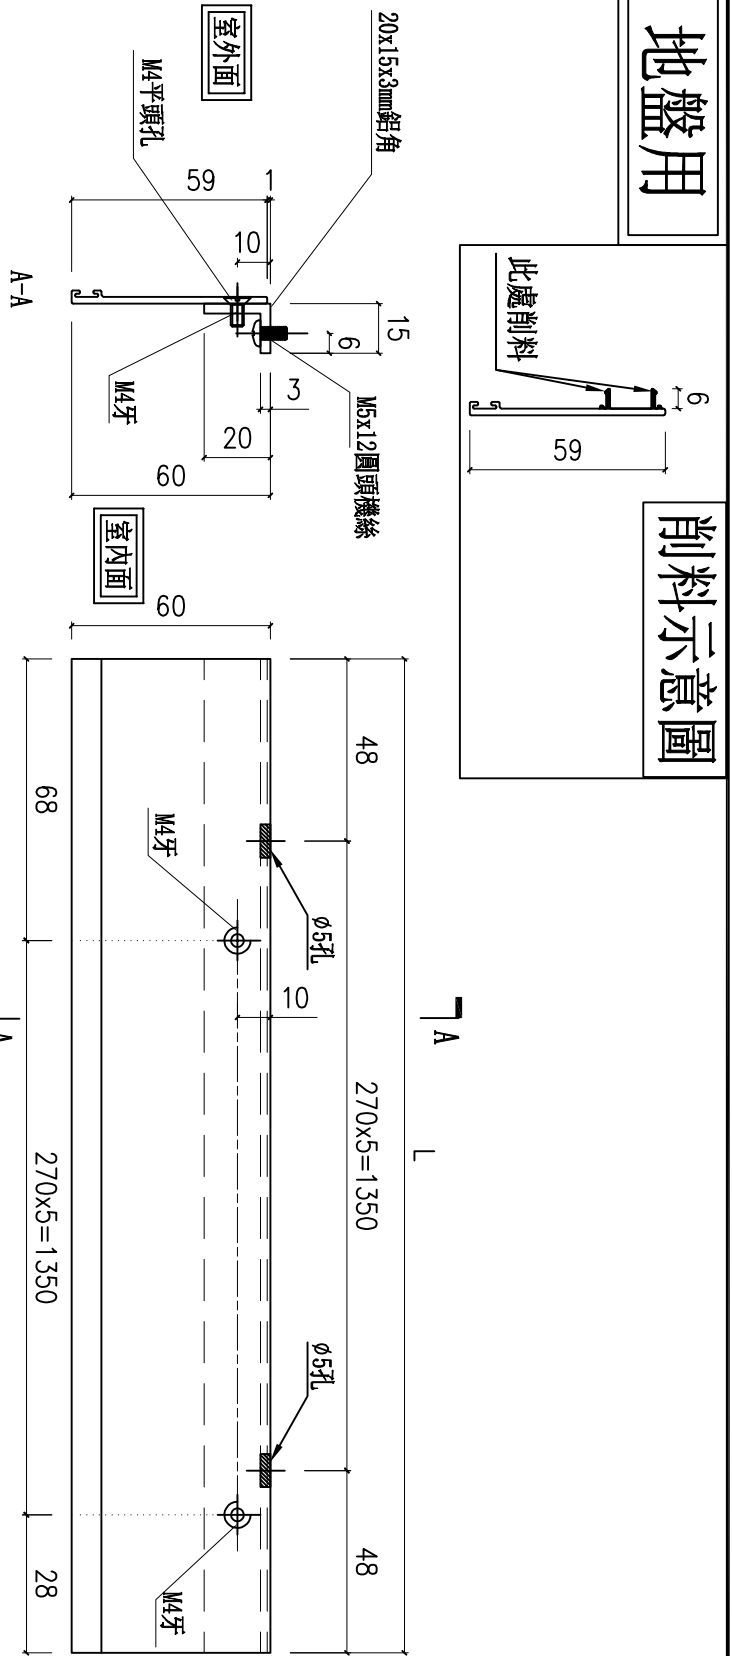 地盤用
削料示意圖
此處削料
6
59
20x15x3mm鋁角
室外面
M4平頭孔
59
1
10
15
6
3
20
60
M5x12圓頭機絲
M4牙
A-A
室內面
60
L
48
270x5=1350
48
A
ø5孔
ø5孔
10
M4牙
M4牙
68
270x5=1350
28
A